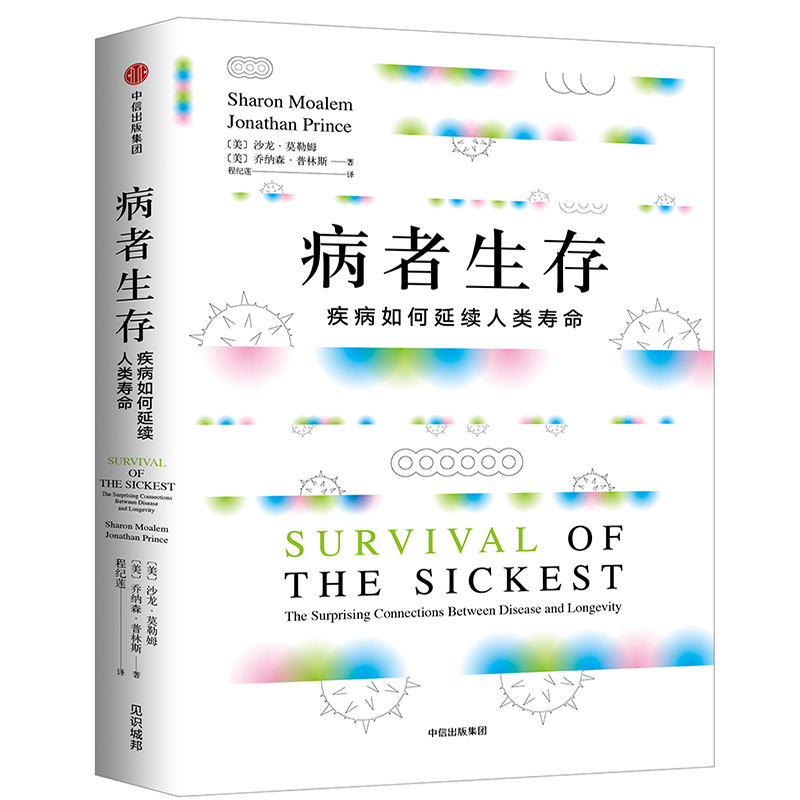 中信出版集团
病者生存
疾病如何延续
人类寿命
SURVIVAL
OF
THE SICKEST
The Surprising Connections
Between Disease
and Longevity
Sharon Moalem
Jonathan Prince
〔美〕沙龙·莫勒姆
〔美〕乔纳森·普林斯——著
程纪莲——译
见识城邦
Sharon Moalem
Jonathan Prince
〔美〕沙龙·莫勒姆
〔美〕乔纳森·普林斯——著
程纪莲——译
病者生存
疾病如何延续人类寿命
SURVIVAL OF
THE SICKEST
The Surprising Connections Between Disease and Longevity
中信出版集团